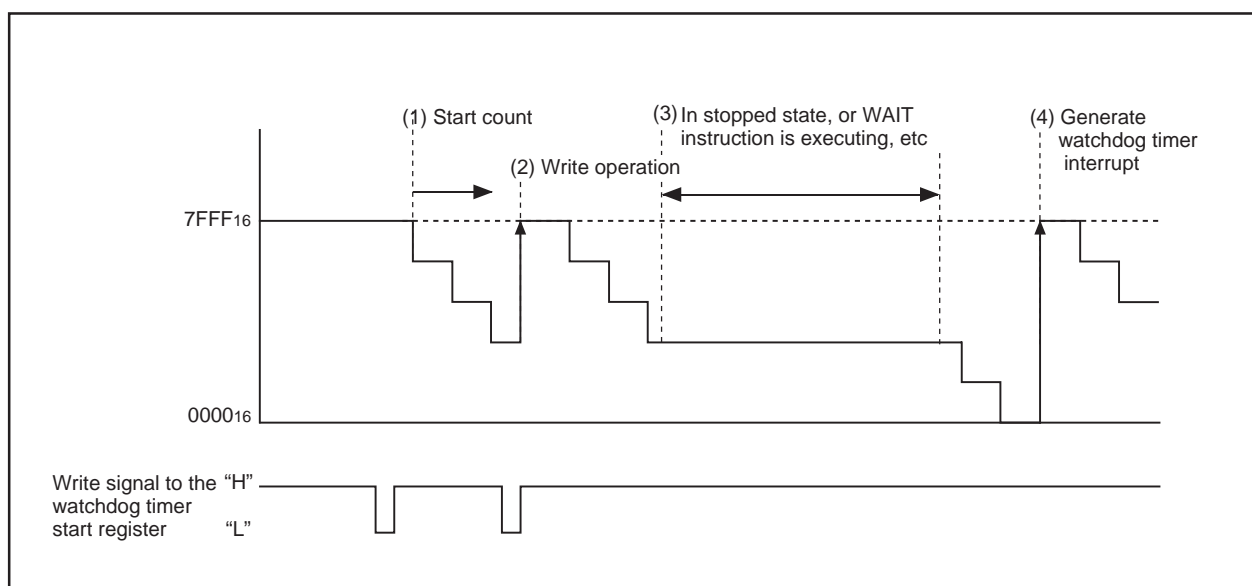 (1) Start count
(2) Write operation
(3) In stopped state, or WAIT
instruction is executing, etc
(4) Generate
watchdog timer
interrupt
7FFF16
000016
Write signal to the “H”
watchdog timer
start register “L”